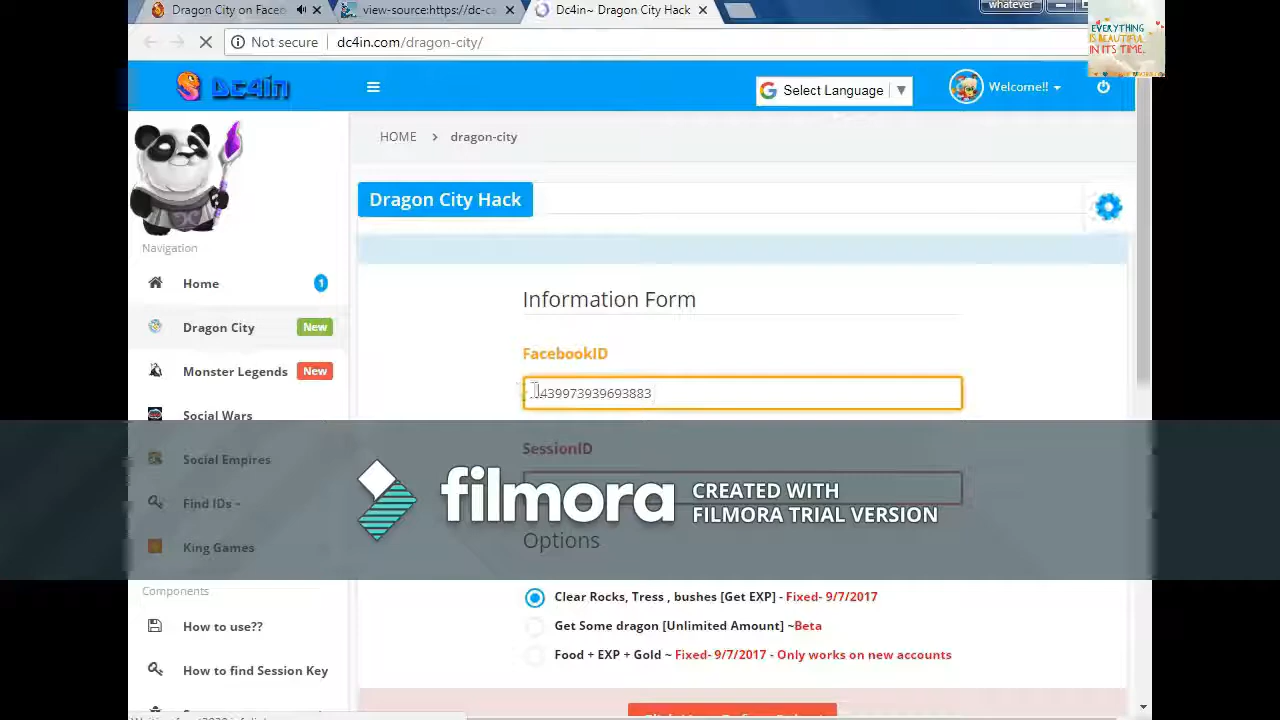 Dragon City on Faceb
view-source:https://dc-ca
Dc4in~ Dragon City Hack
whatever
EVERYTHING
IS BEAUTIFUL
IN ITS TIME.
Not secure
dc4in.com/dragon-city/
Dc4in
Select Language
Welcome!!
HOME > dragon-city
Dragon City Hack
Navigation
Home 1
Dragon City New
Monster Legends New
Social Wars
Social Empires
Find IDs ~
King Games
Components
How to use??
How to find Session Key
Information Form
FacebookID
439973939693883
SessionID
filmora
CREATED WITH
FILMORA TRIAL VERSION
Options
Clear Rocks, Tress , bushes [Get EXP] - Fixed- 9/7/2017
Get Some dragon [Unlimited Amount] ~Beta
Food + EXP + Gold ~ Fixed- 9/7/2017 - Only works on new accounts